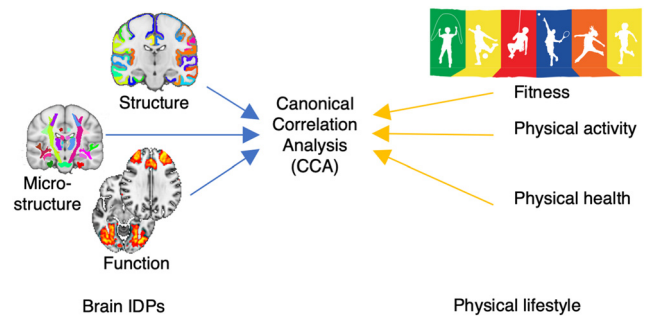 Structure
Micro-
structure
Function
Brain IDPs
Canonical
Correlation
Analysis
(CCA)
Fitness
Physical activity
Physical health
Physical lifestyle